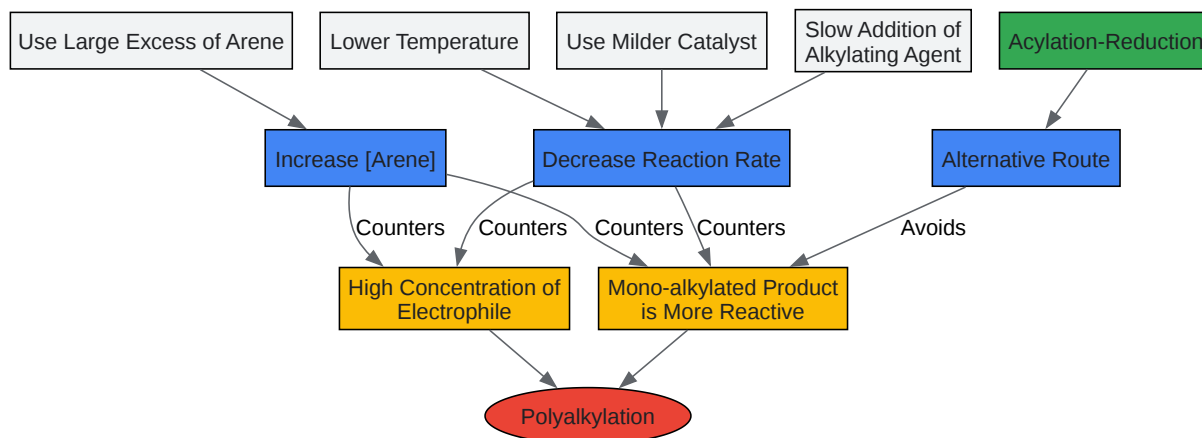 Use Large Excess of Arene
Lower Temperature
Use Milder Catalyst
Slow Addition of
Alkylating Agent
Acylation-Reduction
Increase [Arene]
Decrease Reaction Rate
Alternative Route
Counters
Counters
Counters
Counters
Avoids
High Concentration of
Electrophile
Mono-alkylated Product
is More Reactive
Polyalkylation